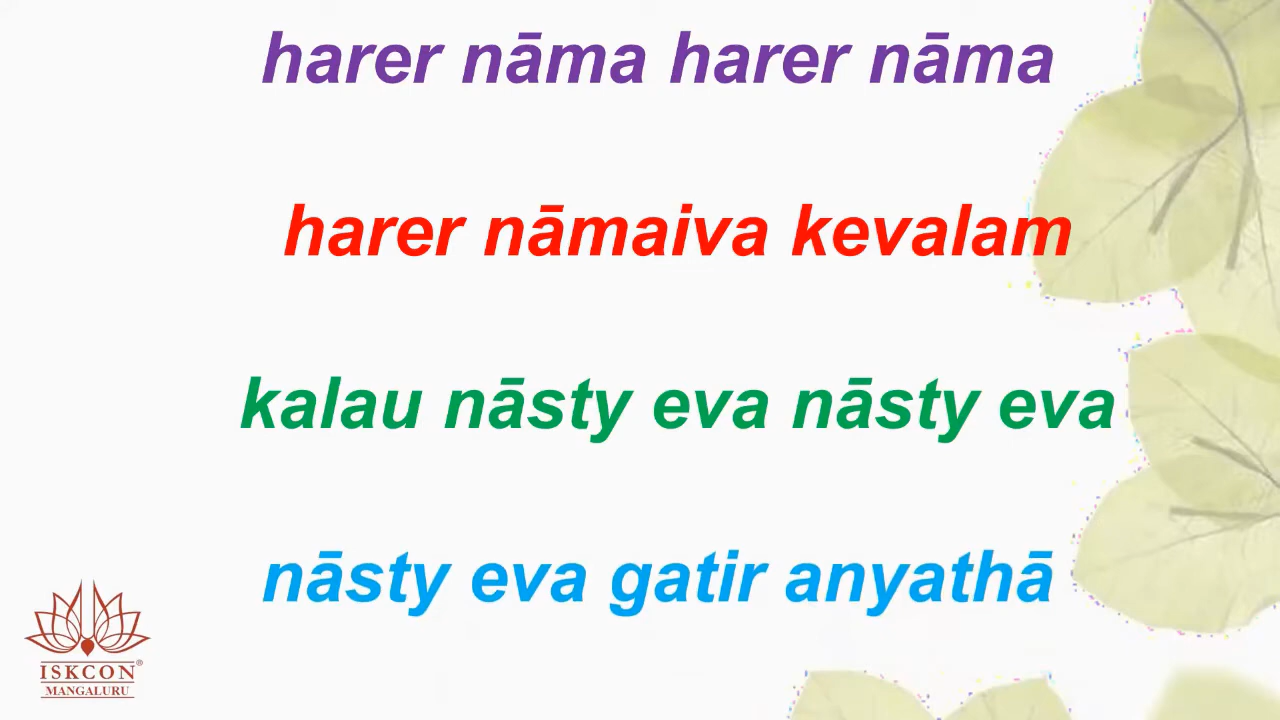 harer nāma harer nāma
harer nāmaiva kevalam
kalau nāsty eva nāsty eva
nāsty eva gatir anyathā
ISKCON®
MANGALURU